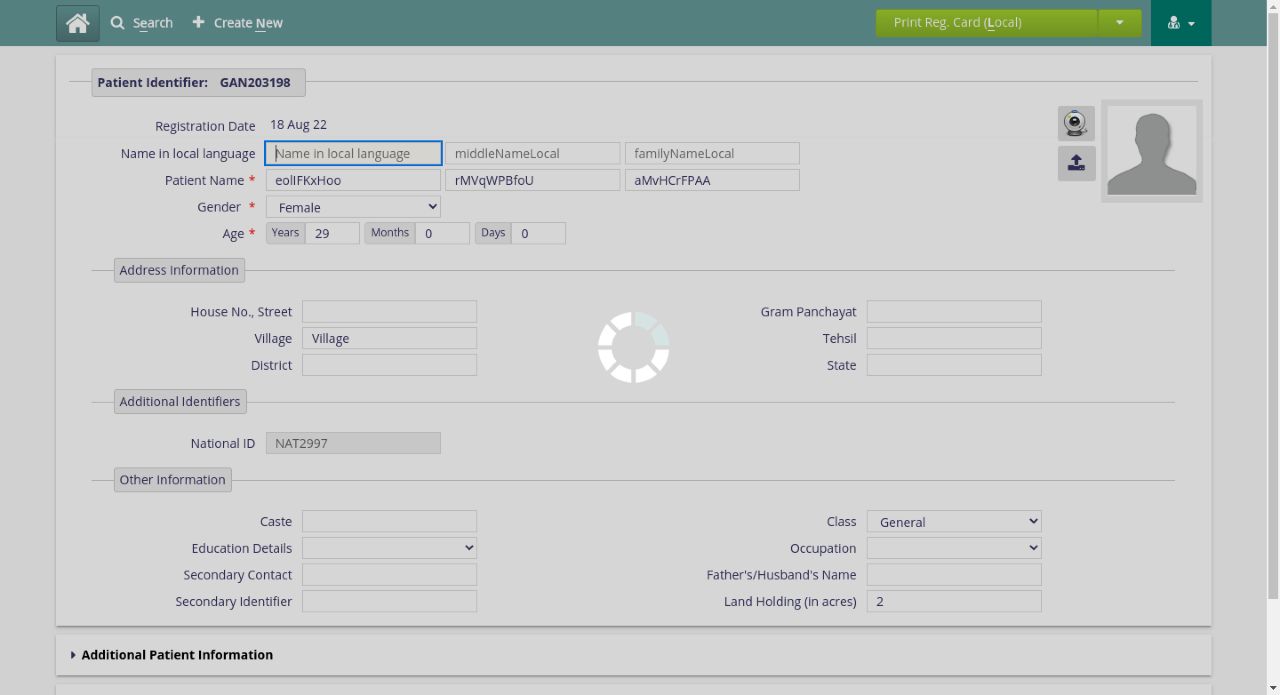 Search Create New Print Reg. Card (Local)
Patient Identifier: GAN203198
Registration Date 18 Aug 22
Name in local language Name in local language middleNameLocal familyNameLocal
Patient Name * eolIFKxHoo rMVqWPBfoU aMvHCrFPAA
Gender * Female
Age * Years 29 Months 0 Days 0
Address Information
House No., Street Gram Panchayat
Village Village Tehsil
District State
Additional Identifiers
National ID NAT2997
Other Information
Caste Class General
Education Details Occupation
Secondary Contact Father's/Husband's Name
Secondary Identifier Land Holding (in acres) 2
Additional Patient Information